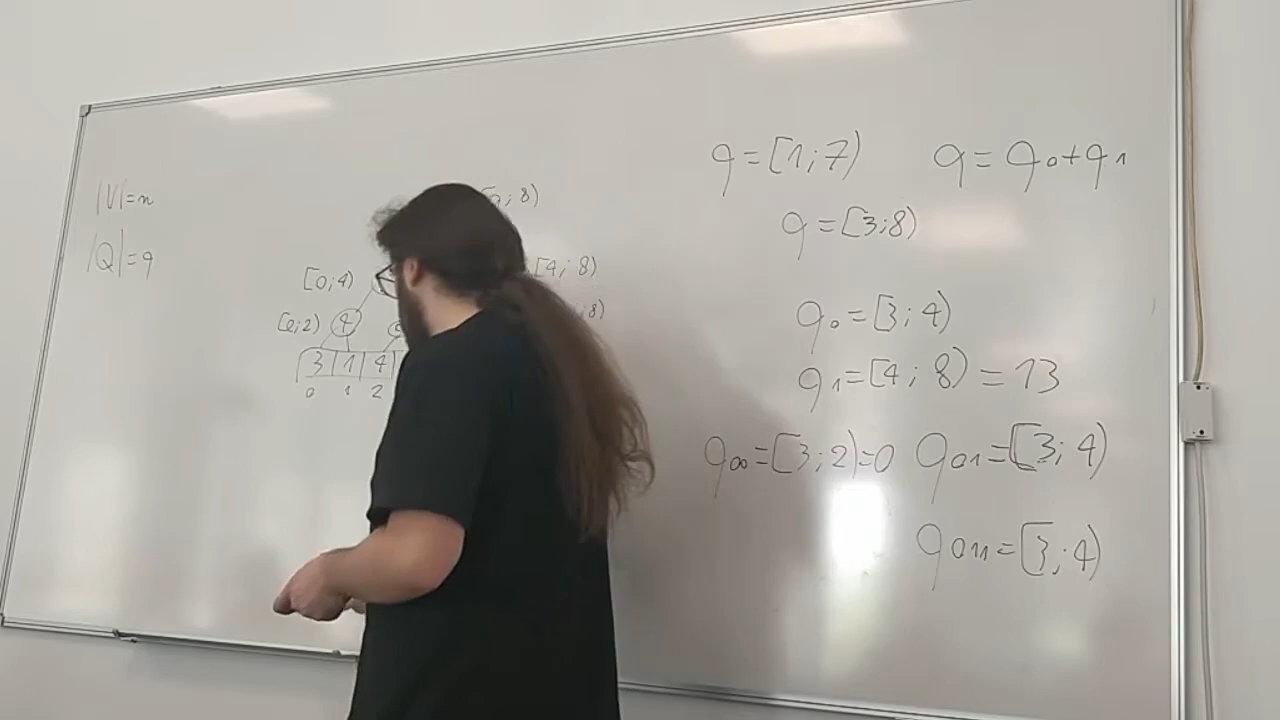 |V|=n
|Q|=q
; 8)
[0;4)
[4; 8)
[0;2) 4
;8)
3 1 4
0 1 2
q=[1;7) q=q0+q1
q=[3;8)
q0=[3;4)
q1=[4;8)=13
q00=[3;2)=0 q01=[3;4)
q011=[3;4)